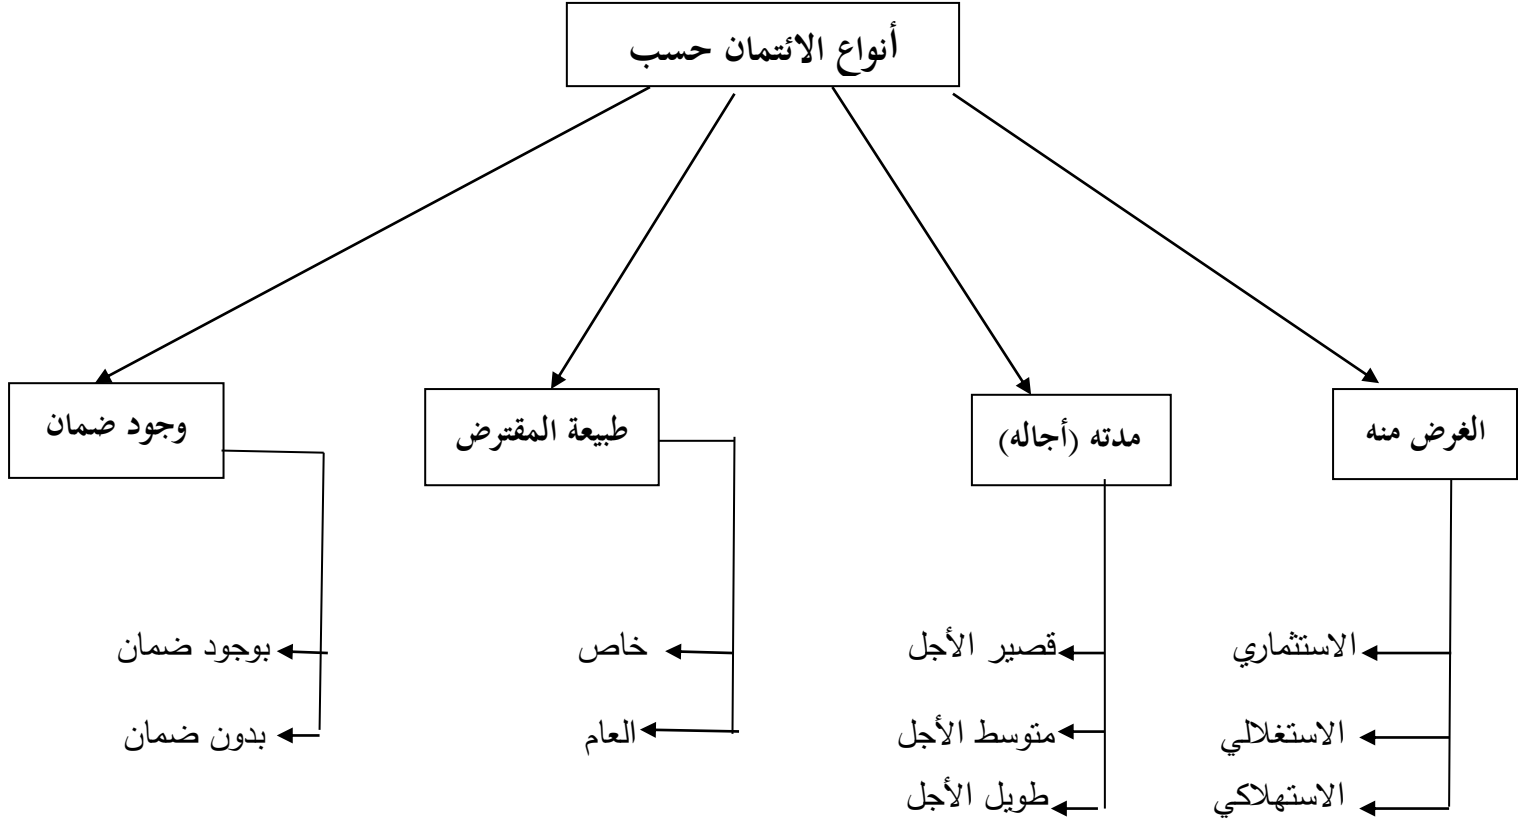 أنواع الائتمان حسب
الغرض منه
مدته (أجاله)
طبيعة المقترض
وجود ضمان
الاستثماري
الاستغلالي
الاستهلاكي
قصير الأجل
متوسط الأجل
طويل الأجل
خاص
العام
بوجود ضمان
بدون ضمان